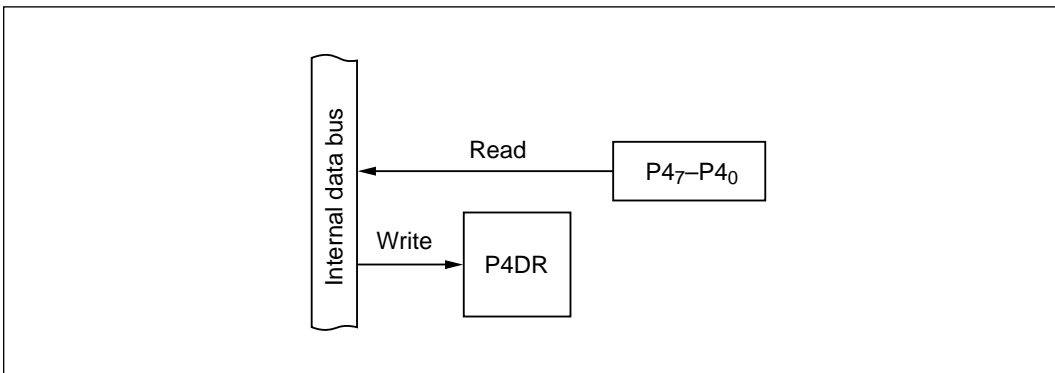 Internal data bus
Read
P4₇–P4₀
Write
P4DR